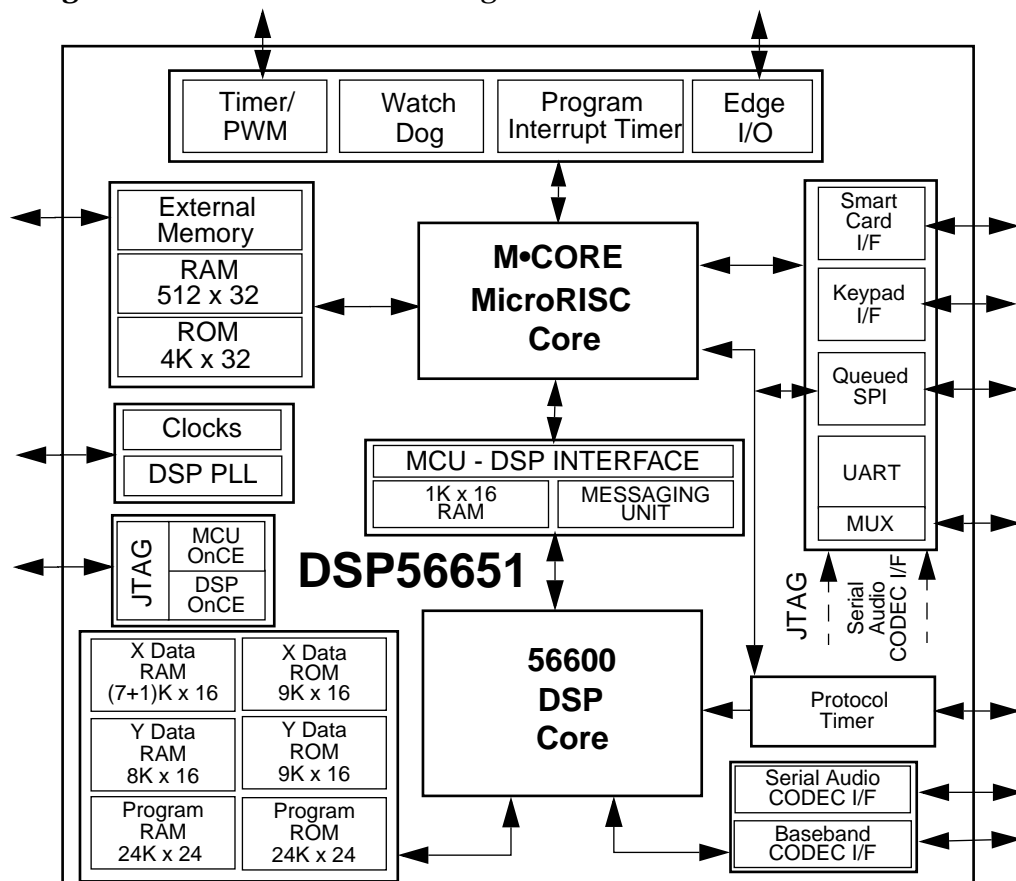 Timer/
PWM
Watch
Dog
Program
Interrupt Timer
Edge
I/O
External
Memory
RAM
512 x 32
ROM
4K x 32
M•CORE
MicroRISC
Core
Smart
Card
I/F
Keypad
I/F
Queued
SPI
UART
MUX
Clocks
DSP PLL
MCU - DSP INTERFACE
1K x 16
RAM
MESSAGING
UNIT
JTAG
MCU
OnCE
DSP
OnCE
DSP56651
JTAG
Serial
Audio
CODEC I/F
X Data
RAM
(7+1)K x 16
X Data
ROM
9K x 16
Y Data
RAM
8K x 16
Y Data
ROM
9K x 16
Program
RAM
24K x 24
Program
ROM
24K x 24
56600
DSP
Core
Protocol
Timer
Serial Audio
CODEC I/F
Baseband
CODEC I/F